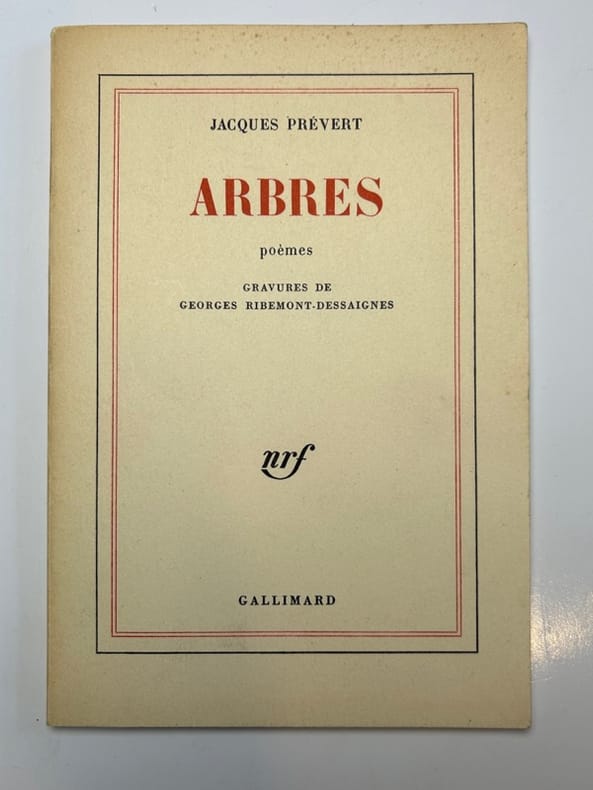 JACQUES PRÉVERT
ARBRES
poèmes
GRAVURES DE
GEORGES RIBEMONT-DESSAIGNES
nrf
GALLIMARD